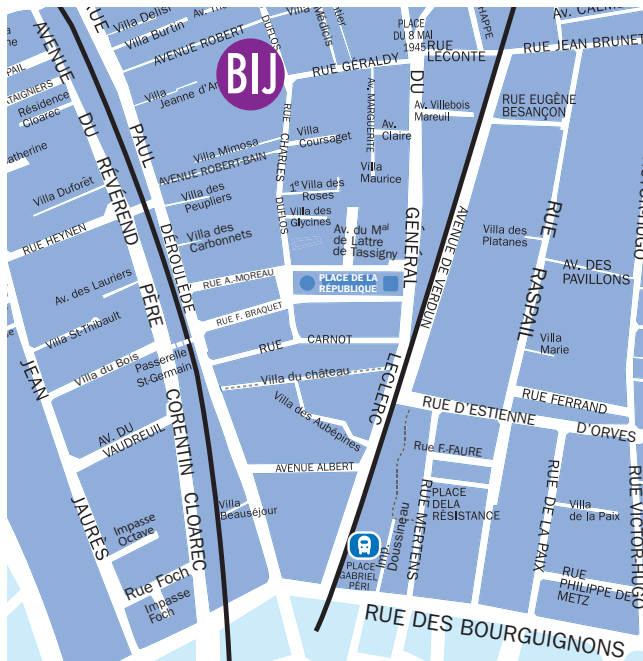 Villa Delisl
Villa Burtin
AVENUE ROBERT
DUFLOS
Médicis
PLACE
DU 8 MAI
1945
RUE
LECONTE
CHAPPE
RUE JEAN BRUNET
AVENUE
RUE GÉRALDY
BIJ
Résidence
Cloarec
Villa
DU
PAUL
RUE CHARLES
DUFLOS
Av. MARGUERITE
DU
Av. Villebois
Mareuil
RUE EUGÈNE
BESANÇON
Villa Mimosa
Villa
Coursaget
Av.
Claire
AVENUE ROBERT-BAIN
Villa
Maurice
RÉVÉREND
Villa Duforêt
Villa des
Peupliers
1e Villa des
Roses
Villa des
Glycines
GÉNÉRAL
AVENUE DE VERDUN
RUE
RASPAIL
Villa des
Platanes
RUE HEYNEN
DÉROULÈDE
Villa des
Carbonnets
Av. du Mal
de Lattre
de Tassigny
AV. DES
PAVILLONS
RUE A.-MOREAU
PLACE DE LA
RÉPUBLIQUE
Av. des Lauriers
PÈRE
RUE F. BRAQUET
Villa St-Thibault
RUE
CARNOT
Villa
Marie
JEAN
Villa du Bois
Passerelle
St-Germain
Villa du château
LECLERC
RUE FERRAND
CORENTIN
Villa des Aubépines
RUE D'ESTIENNE
D'ORVES
AV. DU
VAUDREUIL
Rue F.-FAURE
AVENUE ALBERT
JAURÈS
CLOAREC
Villa
Beauséjour
PLACE
DELA
RÉSISTANCE
RUE MERTENS
RUE DE LA PAIX
Villa
de la Paix
RUE VICTOR-HUGO
Impasse
Octave
Doussineau
PLACE
GABRIEL
PÉRI
Rue Foch
Impasse
Foch
RUE
PHILIPPE DE
METZ
RUE DES BOURGUIGNONS